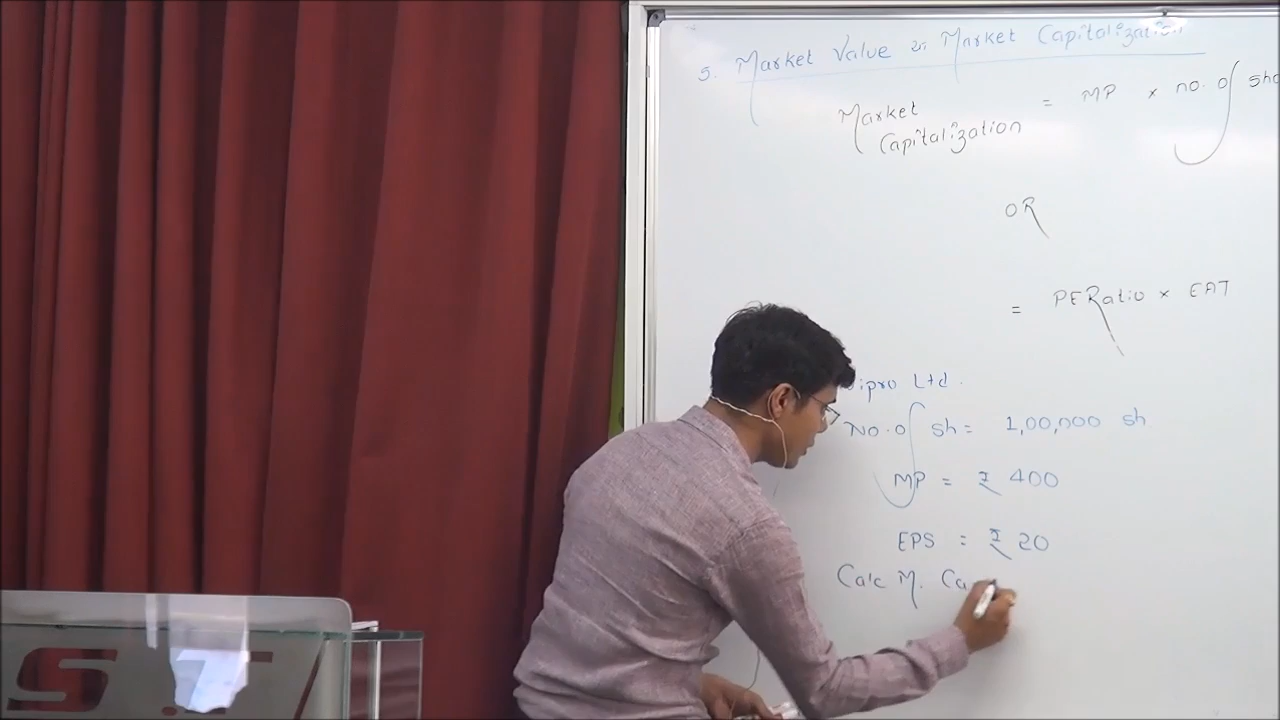 5. Market Value or Market Capitalization
Market Capitalization = MP × no. of sha
OR
= PE Ratio × EAT
ipro Ltd.
No. of sh = 1,00,000 sh
MP = ₹ 400
EPS = ₹ 20
Calc M. Ca